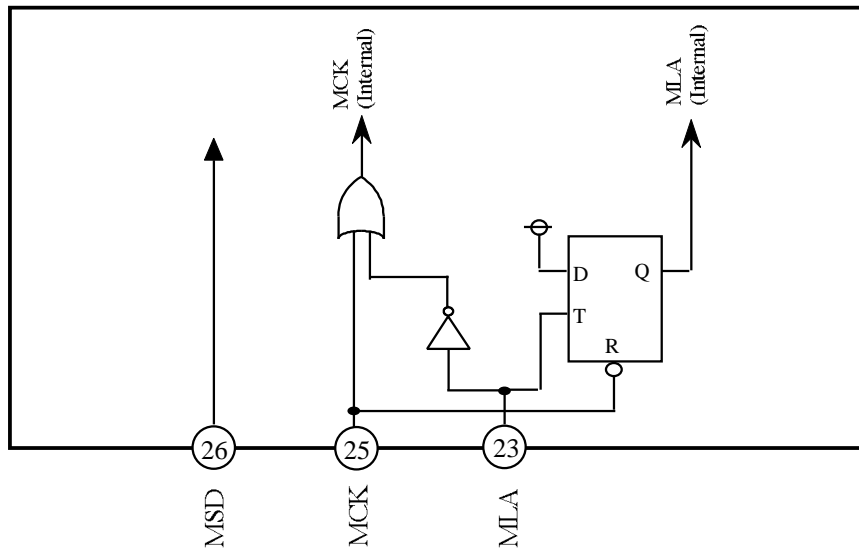 MCK
(Internal)
MLA
(Internal)
D
Q
T
R
26
25
23
MSD
MCK
MLA